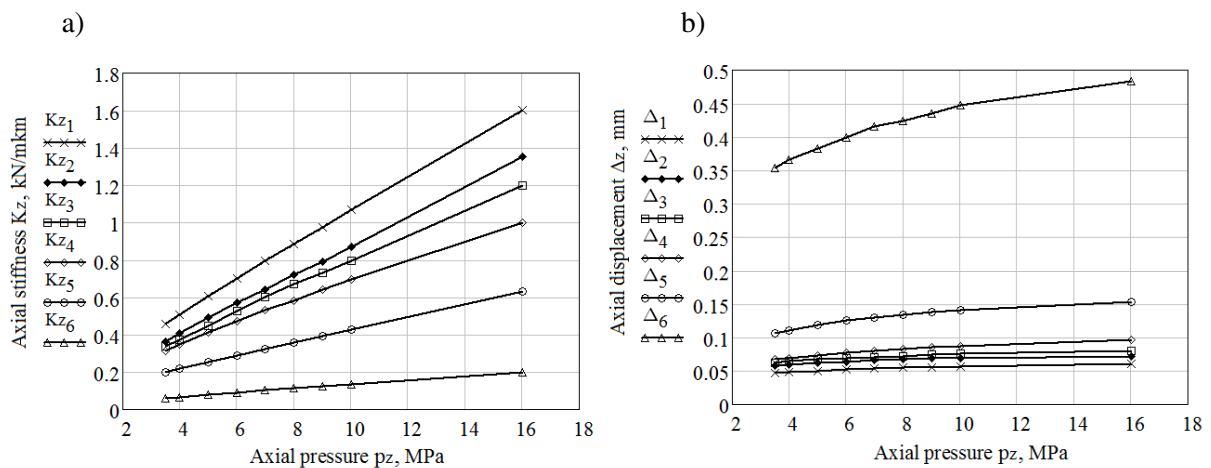 a)
Axial stiffness Kz, kN/mkm
Kz1
Kz2
Kz3
Kz4
Kz5
Kz6
1.8
1.6
1.4
1.2
1
0.8
0.6
0.4
0.2
0
2 4 6 8 10 12 14 16 18
Axial pressure pz, MPa
b)
Axial displacement Δz, mm
Δ1
Δ2
Δ3
Δ4
Δ5
Δ6
0.5
0.45
0.4
0.35
0.3
0.25
0.2
0.15
0.1
0.05
0
2 4 6 8 10 12 14 16 18
Axial pressure pz, MPa